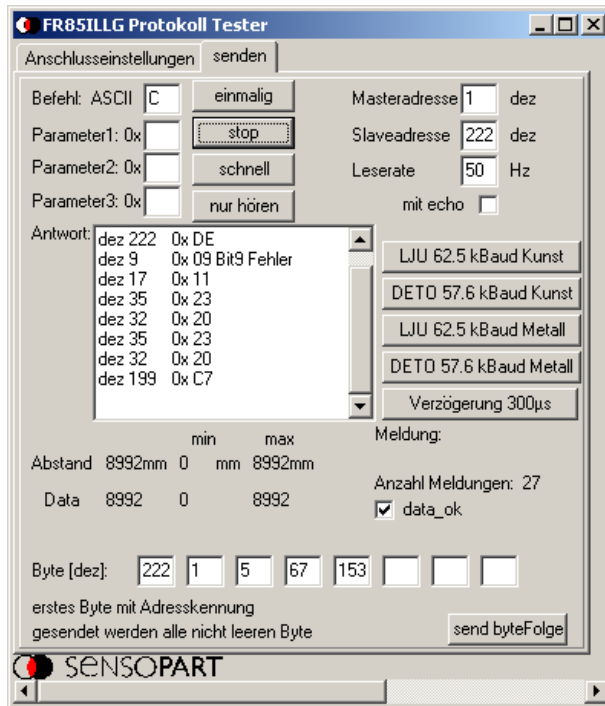 FR85ILLG Protokoll Tester
Anschlusseinstellungen senden
Befehl: ASCII C einmalig Masteradresse 1 dez
Parameter1: 0x stop Slaveadresse 222 dez
Parameter2: 0x schnell Leserate 50 Hz
Parameter3: 0x nur hören mit echo
Antwort:
dez 222 0x DE
dez 9 0x 09 Bit9 Fehler
dez 17 0x 11
dez 35 0x 23
dez 32 0x 20
dez 35 0x 23
dez 32 0x 20
dez 199 0x C7
LJU 62.5 kBaud Kunst
DETO 57.6 kBaud Kunst
LJU 62.5 kBaud Metall
DETO 57.6 kBaud Metall
Verzögerung 300µs
min max Meldung:
Abstand 8992mm 0 mm 8992mm
Anzahl Meldungen: 27
Data 8992 0 8992 data_ok
Byte [dez]: 222 1 5 67 153
erstes Byte mit Adresskennung
gesendet werden alle nicht leeren Byte send byteFolge
SENSOPART